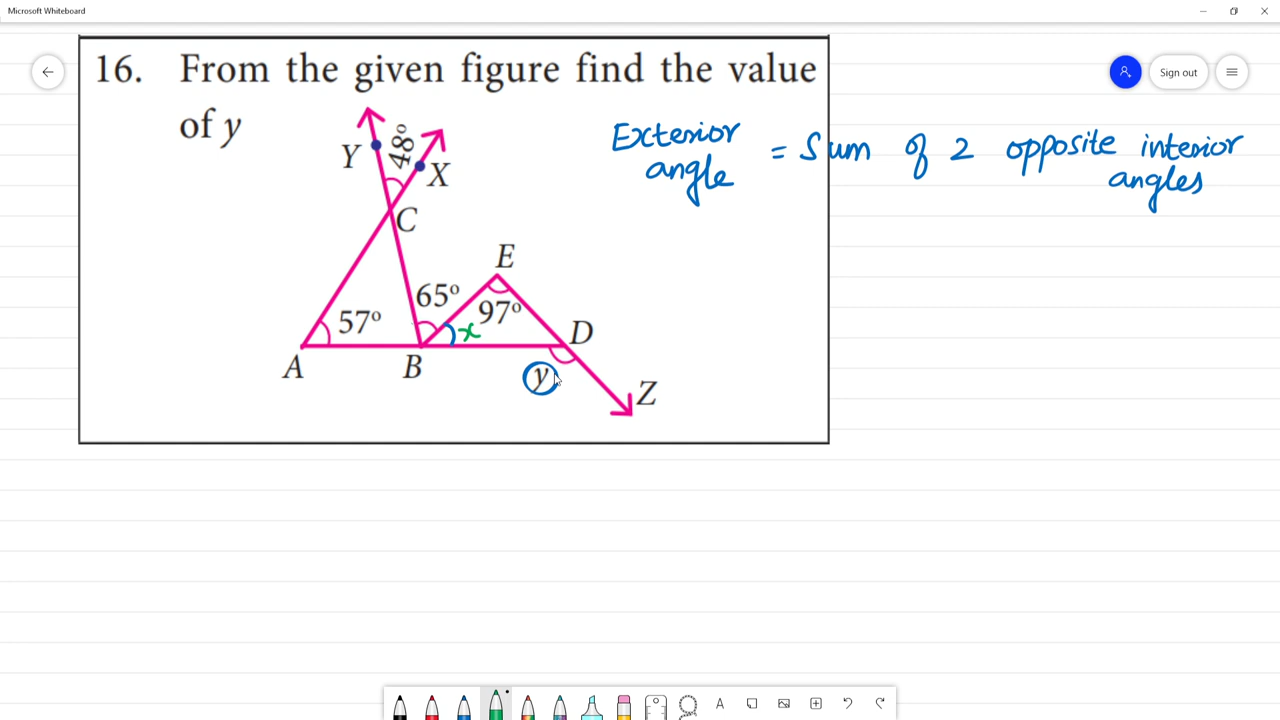 Microsoft Whiteboard
Sign out
16. From the given figure find the value
of y
Exterior
angle
= Sum of 2 opposite interior
angles
Y
48°
X
C
E
65°
97°
57°
x
D
A
B
y
Z
A